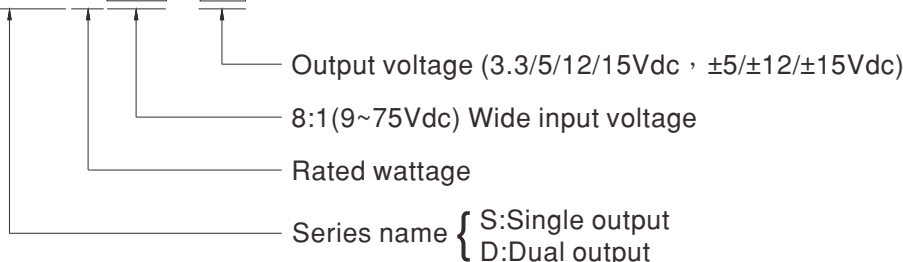 Output voltage (3.3/5/12/15Vdc，±5/±12/±15Vdc)
8:1(9~75Vdc) Wide input voltage
Rated wattage
Series name { S:Single output
D:Dual output